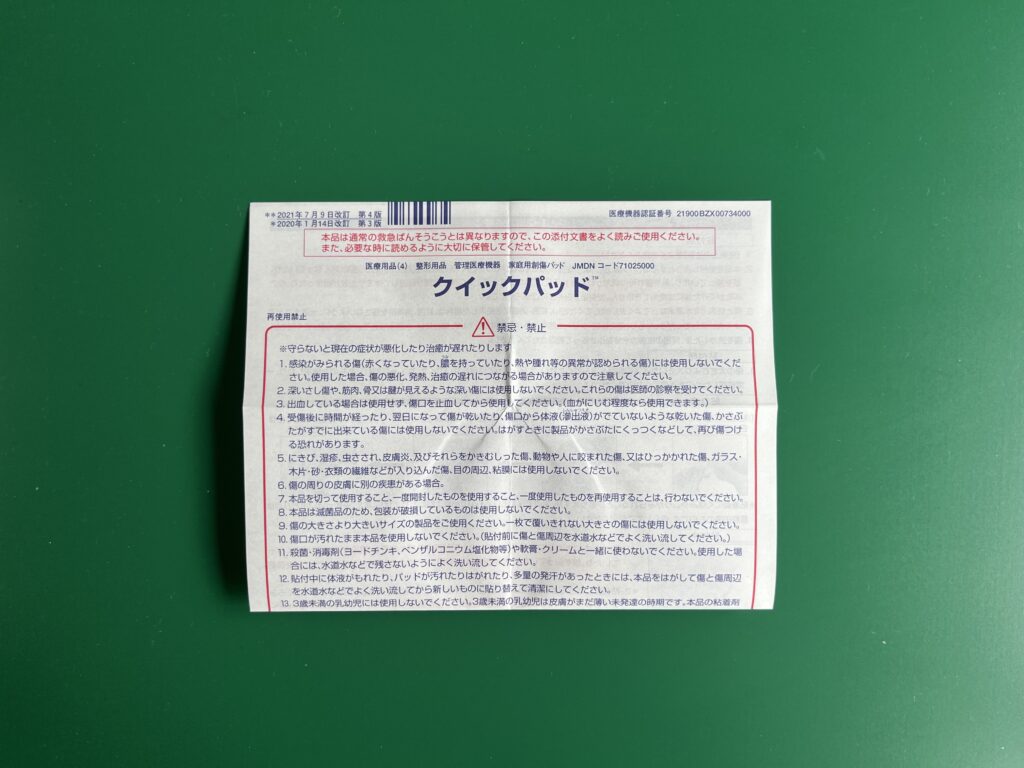 **2021年7月9日改訂 第4版
*2020年1月14日改訂 第3版
医療機器認証番号 21900BZX00734000
本品は通常の救急ばんそうこうとは異なりますので、この添付文書をよく読みご使用ください。
また、必要な時に読めるように大切に保管してください。
医療用品(4) 整形用品 管理医療機器 家庭用創傷パッド JMDNコード71025000
クイックパッド™
再使用禁止
禁忌・禁止
※守らないと現在の症状が悪化したり治癒が遅れたりします
1. 感染がみられる傷(赤くなっていたり、膿を持っていたり、熱や腫れ等の異常が認められる傷)には使用しないでくだ
さい。使用した場合、傷の悪化、発熱、治癒の遅れにつながる場合がありますので注意してください。
2. 深いさし傷や、筋肉、骨又は腱が見えるような深い傷には使用しないでください。これらの傷は医師の診察を受けてください。
3. 出血している場合は使用せず、傷口を止血してから使用してください。(血がにじむ程度なら使用できます。)
4. 受傷後に時間が経ったり、翌日になって傷が乾いたり、傷口から体液(滲出液)がでていないような乾いた傷、かさぶ
たがすでに出来ている傷には使用しないでください。はがすときに製品がかさぶたにくっつくなどして、再び傷つけ
る恐れがあります。
5. にきび、湿疹、虫さされ、皮膚炎、及びそれらをかきむしった傷、動物や人に咬まれた傷、又はひっかかれた傷、ガラス・
木片・砂・衣類の繊維などが入り込んだ傷、目の周辺、粘膜には使用しないでください。
6. 傷の周りの皮膚に別の疾患がある場合。
7. 本品を切って使用すること、一度開封したものを使用すること、一度使用したものを再使用することは、行わないでください。
8. 本品は滅菌品のため、包装が破損しているものは使用しないでください。
9. 傷の大きさより大きいサイズの製品をご使用ください。一枚で覆いきれない大きさの傷には使用しないでください。
10. 傷口が汚れたまま本品を使用しないでください。(貼付前に傷と傷周辺を水道水などでよく洗い流してください。)
11. 殺菌・消毒剤(ヨードチンキ、ベンザルコニウム塩化物等)や軟膏・クリームと一緒に使わないでください。使用した場
合には、水道水などで残さないようによく洗い流してください。
12. 貼付中に体液がもれたり、パッドが汚れたりはがれたり、多量の発汗があったときには、本品をはがして傷と傷周辺
を水道水などでよく洗い流してから新しいものに貼り替えて清潔にしてください。
13. 3歳未満の乳幼児には使用しないでください。3歳未満の乳幼児は皮膚がまだ薄い未発達の時期です。本品の粘着剤